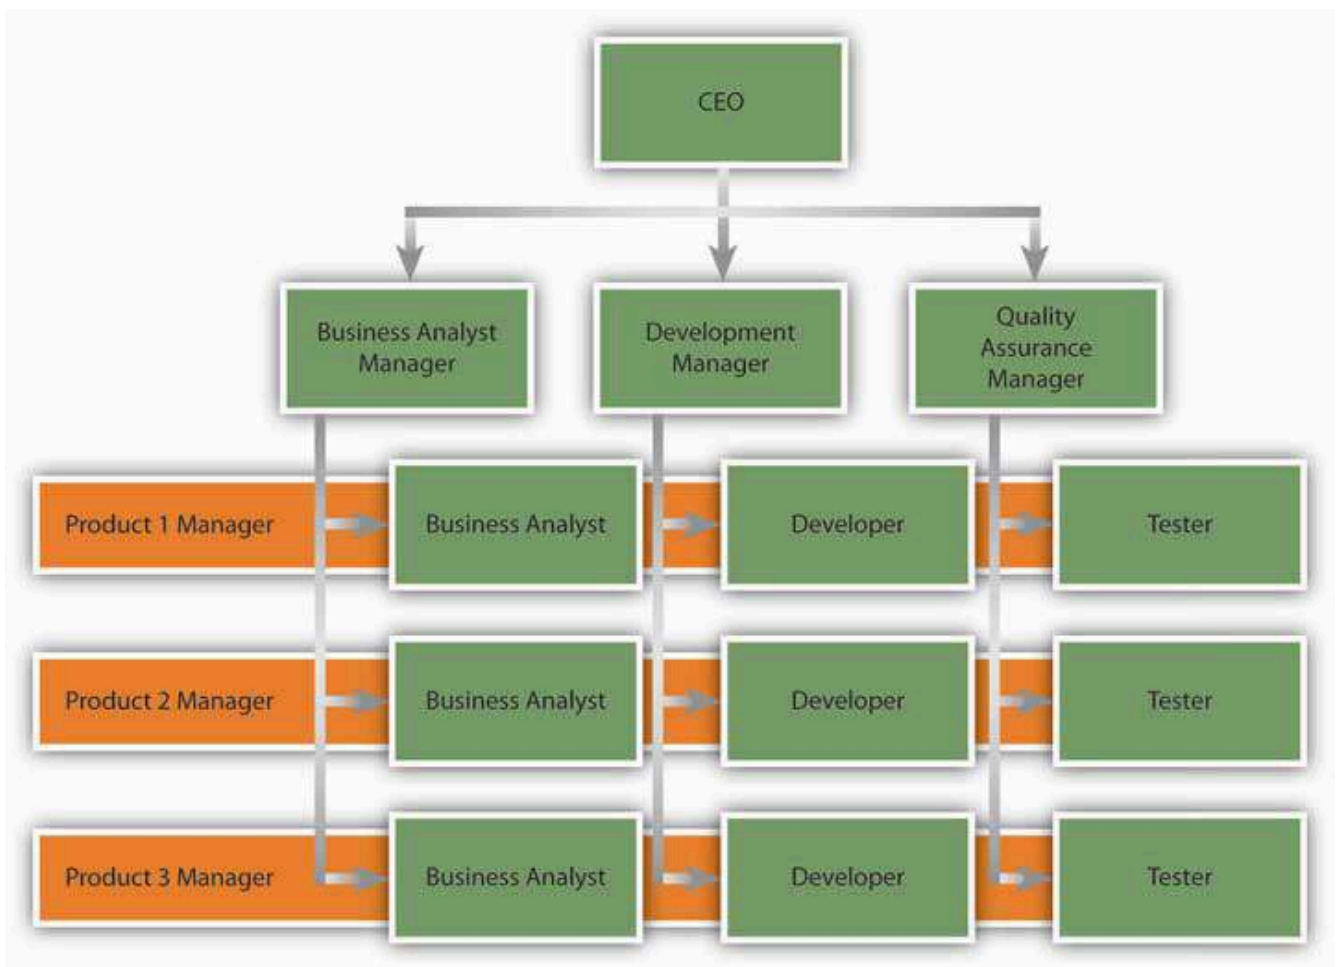 CEO
Business Analyst
Manager
Development
Manager
Quality
Assurance
Manager
Product 1 Manager
Business Analyst
Developer
Tester
Product 2 Manager
Business Analyst
Developer
Tester
Product 3 Manager
Business Analyst
Developer
Tester